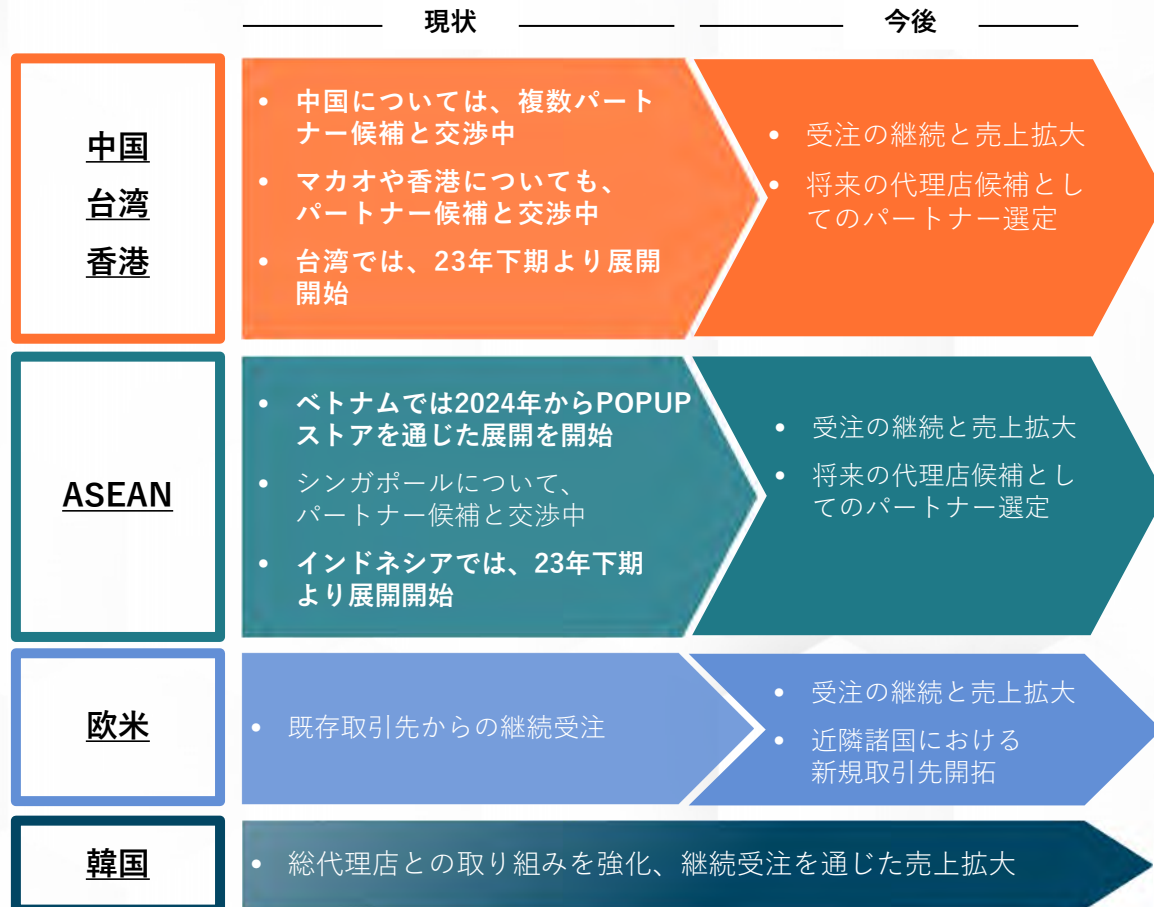 現状
今後
中国
台湾
香港
• 中国については、複数パート
ナー候補と交渉中
• マカオや香港についても、
パートナー候補と交渉中
• 台湾では、23年下期より展開
開始
• 受注の継続と売上拡大
• 将来の代理店候補とし
てのパートナー選定
ASEAN
• ベトナムでは2024年からPOPUP
ストアを通じた展開を開始
• シンガポールについて、
パートナー候補と交渉中
• インドネシアでは、23年下期
より展開開始
• 受注の継続と売上拡大
• 将来の代理店候補とし
てのパートナー選定
欧米
• 既存取引先からの継続受注
• 受注の継続と売上拡大
• 近隣諸国における
新規取引先開拓
韓国
• 総代理店との取り組みを強化、継続受注を通じた売上拡大